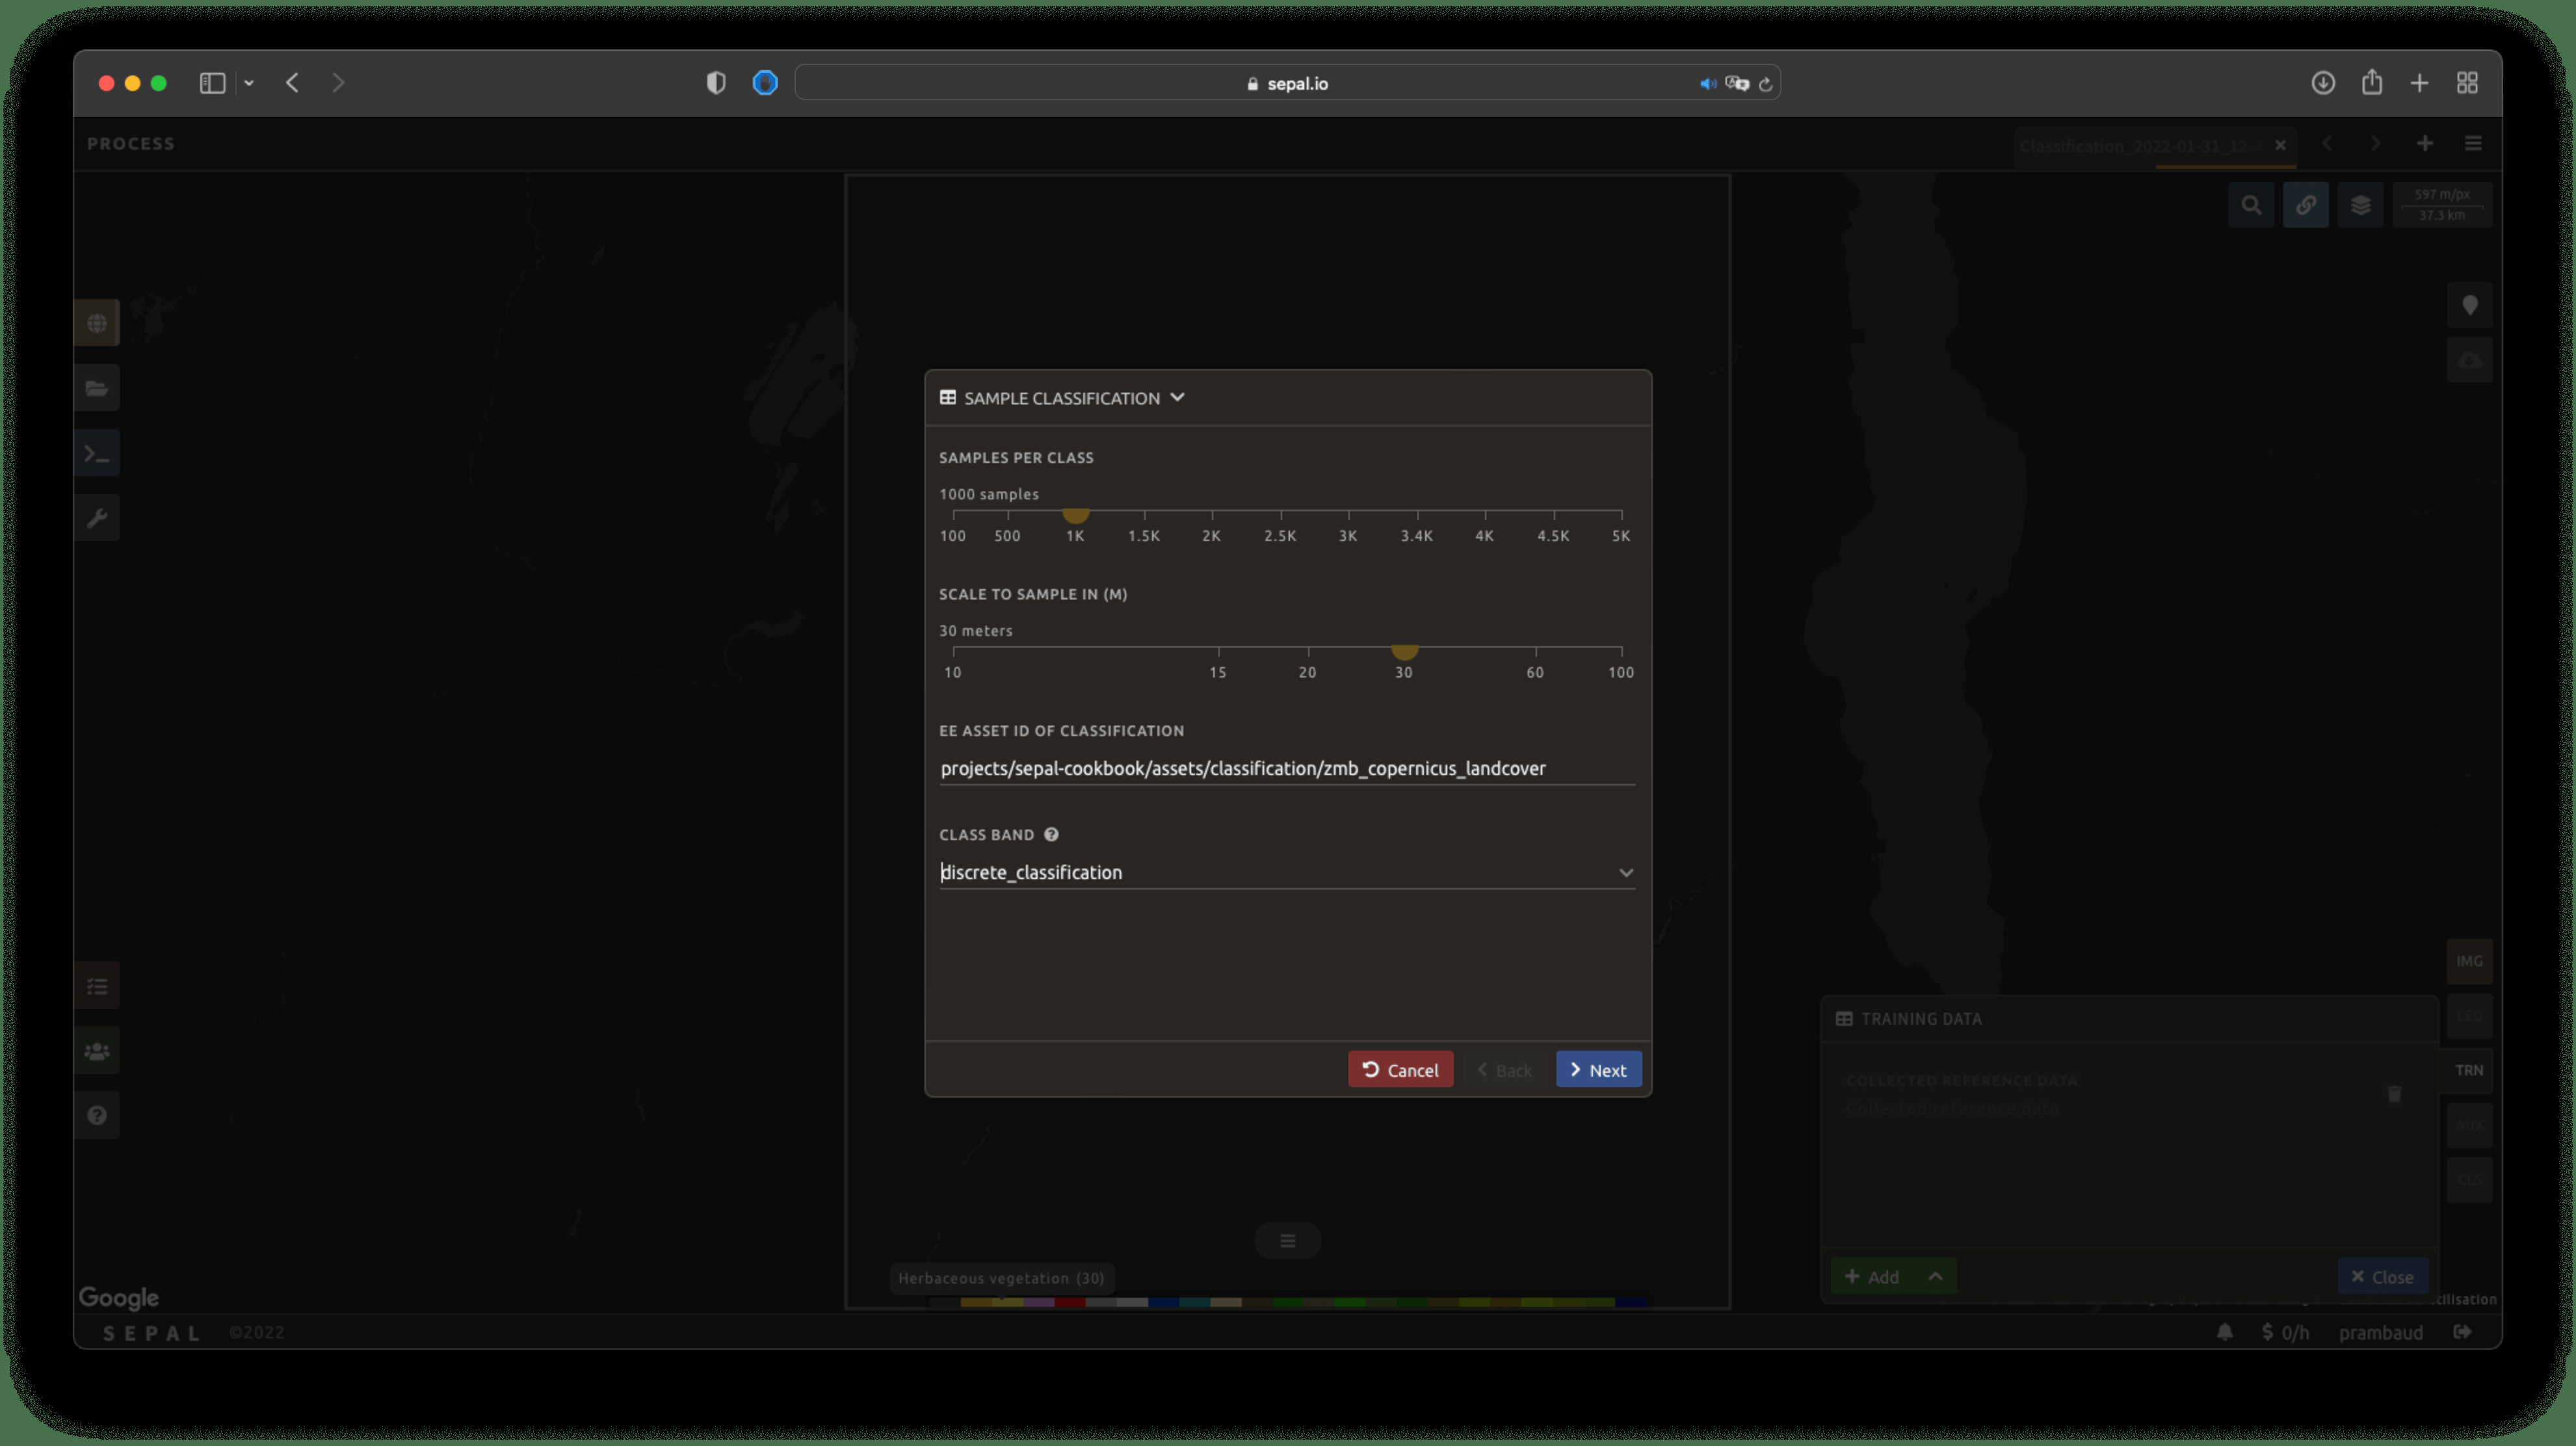 sepal.io
PROCESS
Classification_2022-01-31_12-
597 m/px
37.3 km
SAMPLE CLASSIFICATION
SAMPLES PER CLASS
1000 samples
100 500 1K 1.5K 2K 2.5K 3K 3.4K 4K 4.5K 5K
SCALE TO SAMPLE IN (M)
30 meters
10 15 20 30 60 100
EE ASSET ID OF CLASSIFICATION
projects/sepal-cookbook/assets/classification/zmb_copernicus_landcover
CLASS BAND
discrete_classification
Cancel Back Next
IMG
LEG
TRN
AUX
CLS
TRAINING DATA
COLLECTED REFERENCE DATA
Collected reference data
Add Close
Herbaceous vegetation (30)
Google
SEPAL ©2022
$ 0/h prambaud